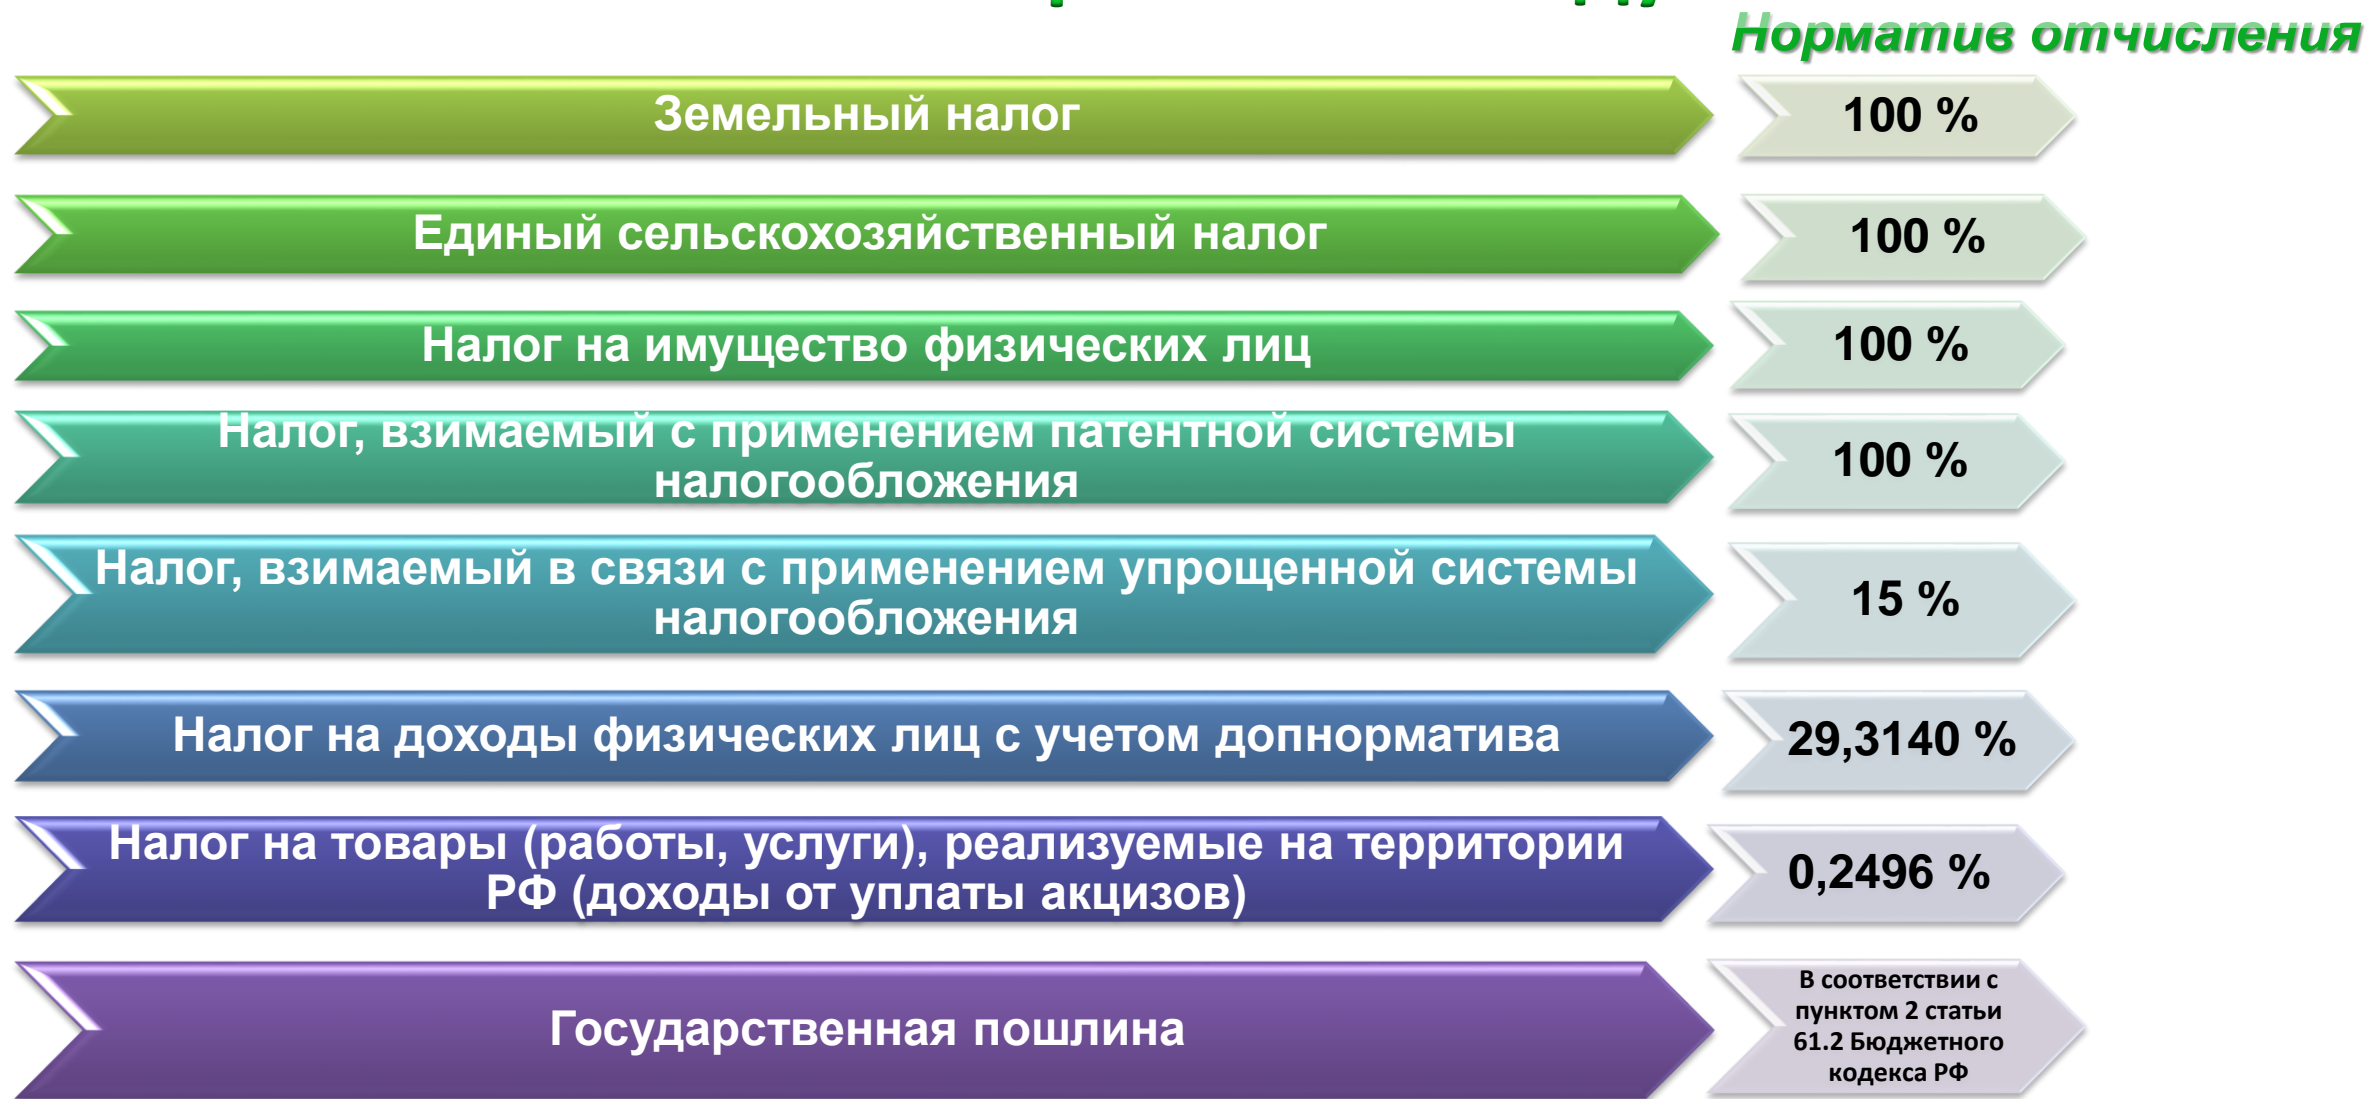 Норматив отчисления
Земельный налог
100 %
Единый сельскохозяйственный налог
100 %
Налог на имущество физических лиц
100 %
Налог, взимаемый с применением патентной системы
налогообложения
100 %
Налог, взимаемый в связи с применением упрощенной системы
налогообложения
15 %
Налог на доходы физических лиц с учетом допнорматива
29,3140 %
Налог на товары (работы, услуги), реализуемые на территории
РФ (доходы от уплаты акцизов)
0,2496 %
Государственная пошлина
В соответствии с
пунктом 2 статьи
61.2 Бюджетного
кодекса РФ